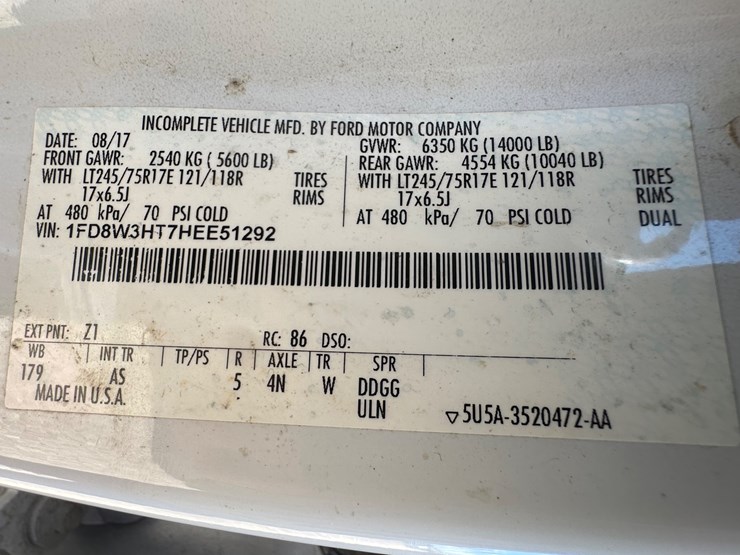 INCOMPLETE VEHICLE MFD. BY FORD MOTOR COMPANY
DATE: 08/17 GVWR: 6350 KG (14000 LB)
FRONT GAWR: 2540 KG ( 5600 LB) REAR GAWR: 4554 KG (10040 LB)
WITH LT245/75R17E 121/118R TIRES WITH LT245/75R17E 121/118R TIRES
17x6.5J RIMS 17x6.5J RIMS
AT 480 kPa/ 70 PSI COLD AT 480 kPa/ 70 PSI COLD DUAL
VIN: 1FD8W3HT7HEE51292
EXT PNT: Z1 RC: 86 DSO:
WB INT TR TP/PS R AXLE TR SPR
179 AS 5 4N W DDGG
MADE IN U.S.A. ULN ▽5U5A-3520472-AA